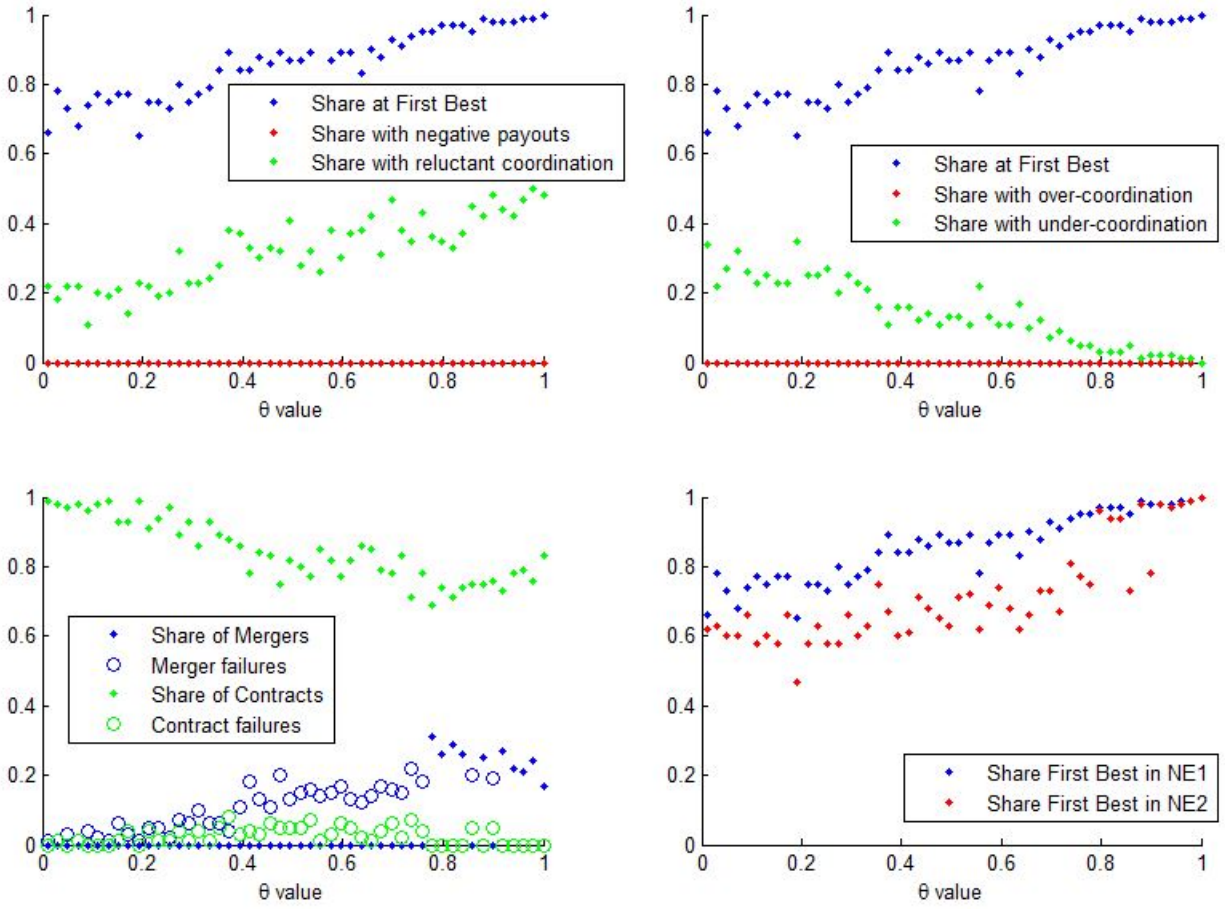 1
0.8
0.6
0.4
0.2
0
Share at First Best
Share with negative payouts
Share with reluctant coordination
0 0.2 0.4 0.6 0.8 1
θ value
1
0.8
0.6
0.4
0.2
0
Share at First Best
Share with over-coordination
Share with under-coordination
0 0.2 0.4 0.6 0.8 1
θ value
1
0.8
0.6
0.4
0.2
0
Share of Mergers
Merger failures
Share of Contracts
Contract failures
0 0.2 0.4 0.6 0.8 1
θ value
1
0.8
0.6
0.4
0.2
0
Share First Best in NE1
Share First Best in NE2
0 0.2 0.4 0.6 0.8 1
θ value